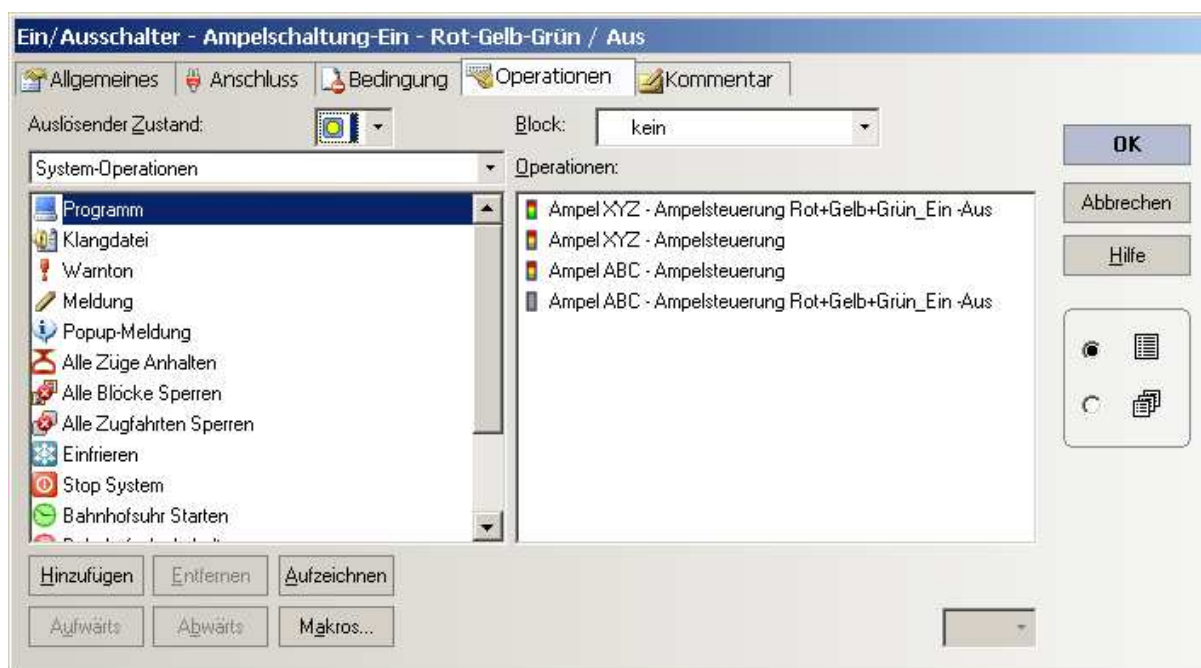 Ein/Ausschalter - Ampelschaltung-Ein - Rot-Gelb-Grün / Aus
Allgemeines
Anschluss
Bedingung
Operationen
Kommentar
Auslösender Zustand:
Block:
kein
System-Operationen
Operationen:
Programm
Klangdatei
Warnton
Meldung
Popup-Meldung
Alle Züge Anhalten
Alle Blöcke Sperren
Alle Zugfahrten Sperren
Einfrieren
Stop System
Bahnhofsuhr Starten
Ampel XYZ - Ampelsteuerung Rot+Gelb+Grün_Ein -Aus
Ampel XYZ - Ampelsteuerung
Ampel ABC - Ampelsteuerung
Ampel ABC - Ampelsteuerung Rot+Gelb+Grün_Ein -Aus
OK
Abbrechen
Hilfe
Hinzufügen
Entfernen
Aufzeichnen
Aufwärts
Abwärts
Makros...